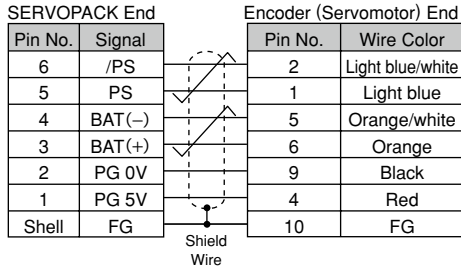 SERVOPACK End Encoder (Servomotor) End
Pin No. Signal Pin No. Wire Color
6 /PS 2 Light blue/white
5 PS 1 Light blue
4 BAT(−) 5 Orange/white
3 BAT(+) 6 Orange
2 PG 0V 9 Black
1 PG 5V 4 Red
Shell FG 10 FG
Shield
Wire